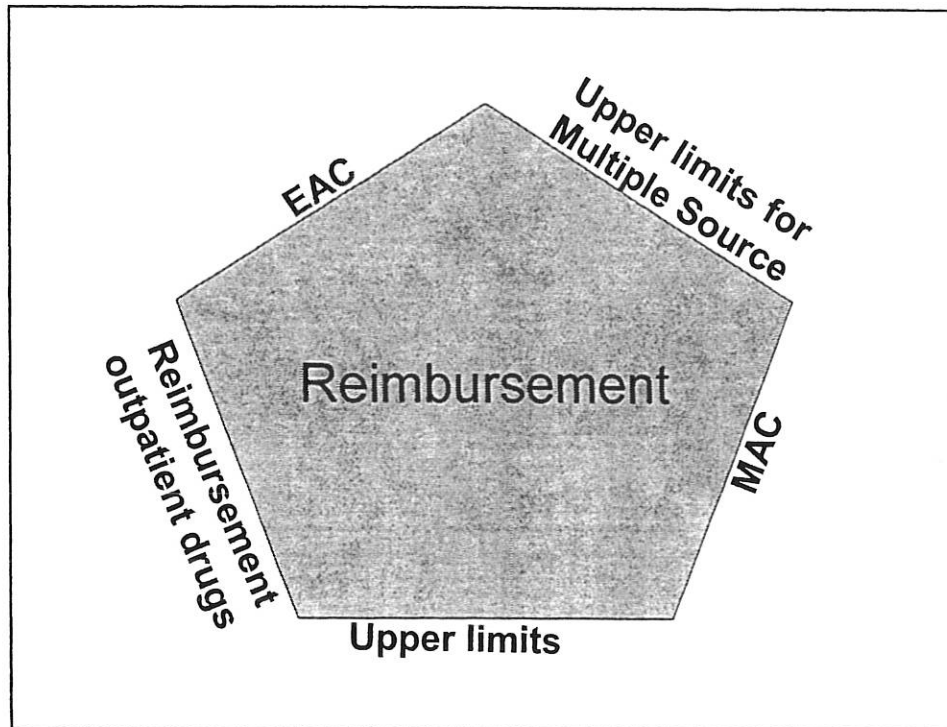 EAC
Upper limits for
Multiple Source
Reimbursement
MAC
Reimbursement
outpatient drugs
Upper limits